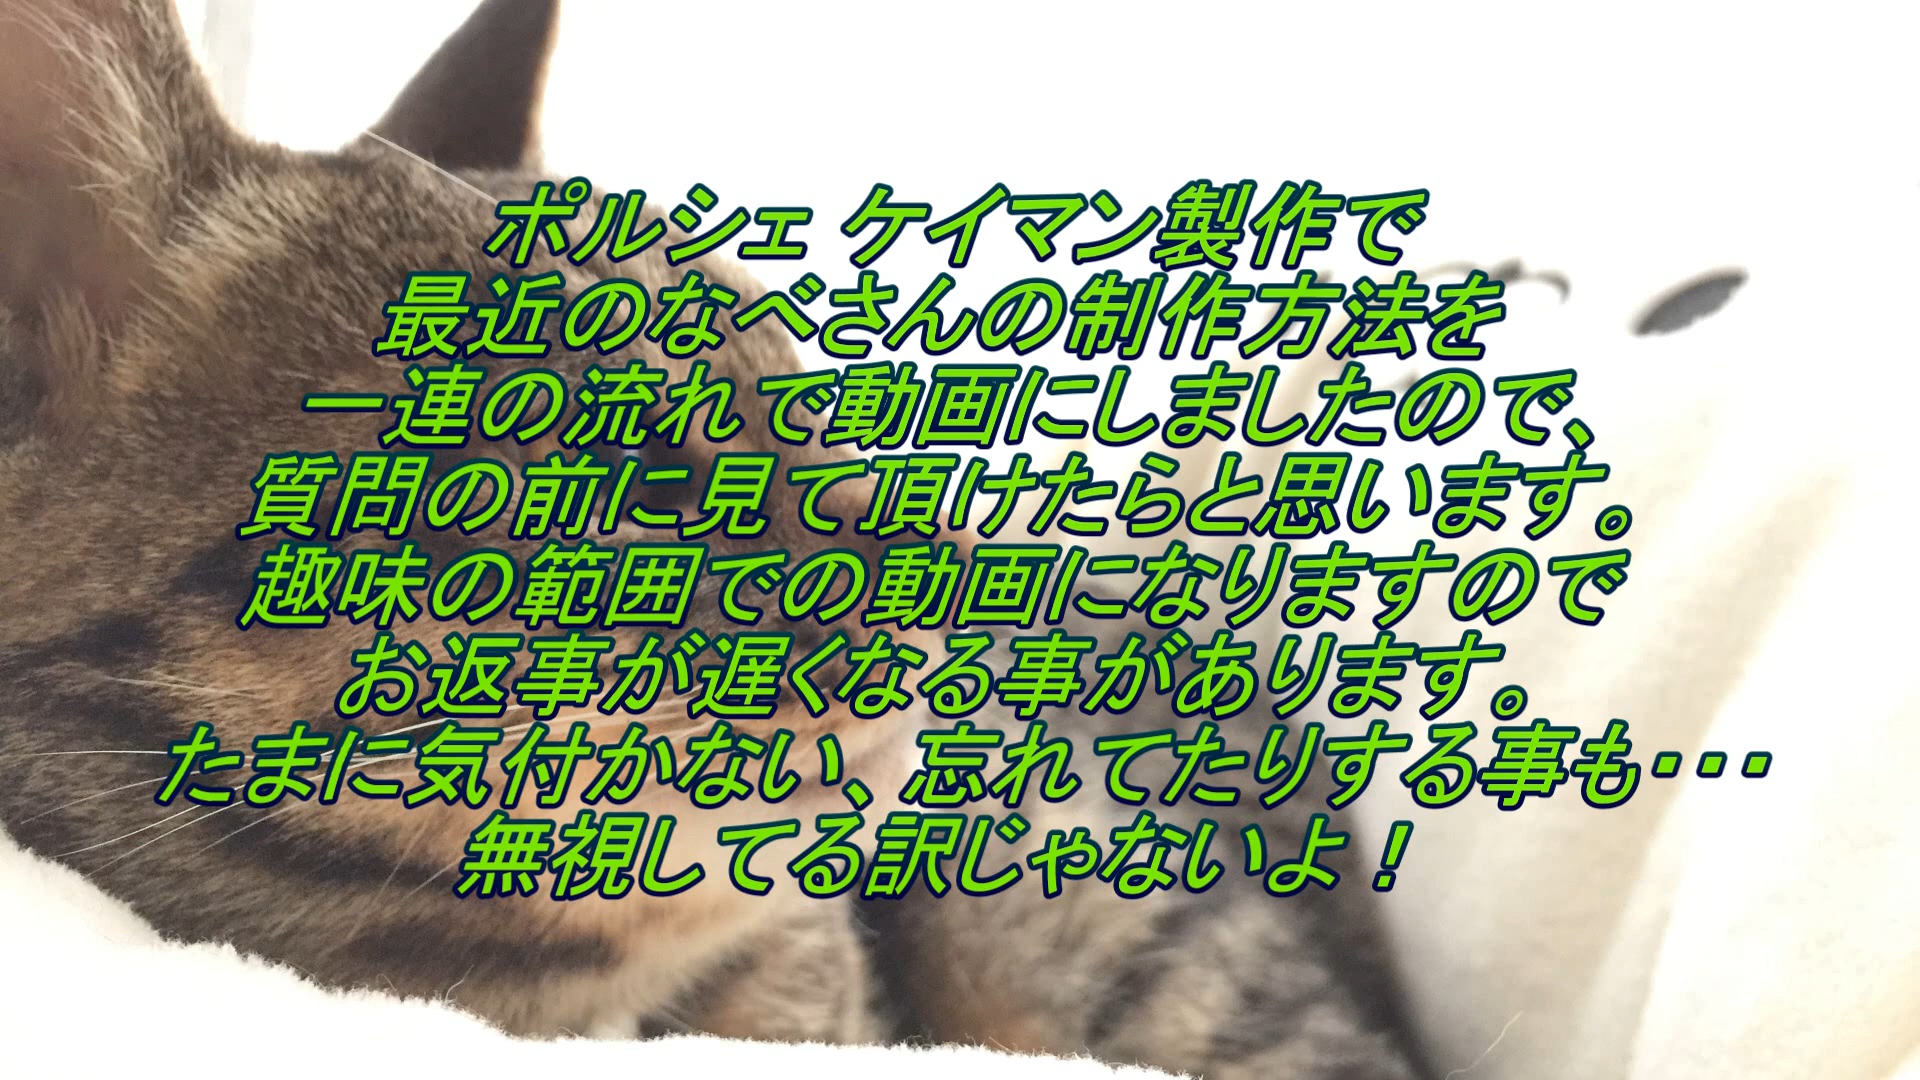 ポルシェ ケイマン製作で
最近のなべさんの制作方法を
一連の流れで動画にしましたので、
質問の前に見て頂けたらと思います。
趣味の範囲での動画になりますので
お返事が遅くなる事があります。
たまに気付かない、忘れてたりする事も・・・
無視してる訳じゃないよ！